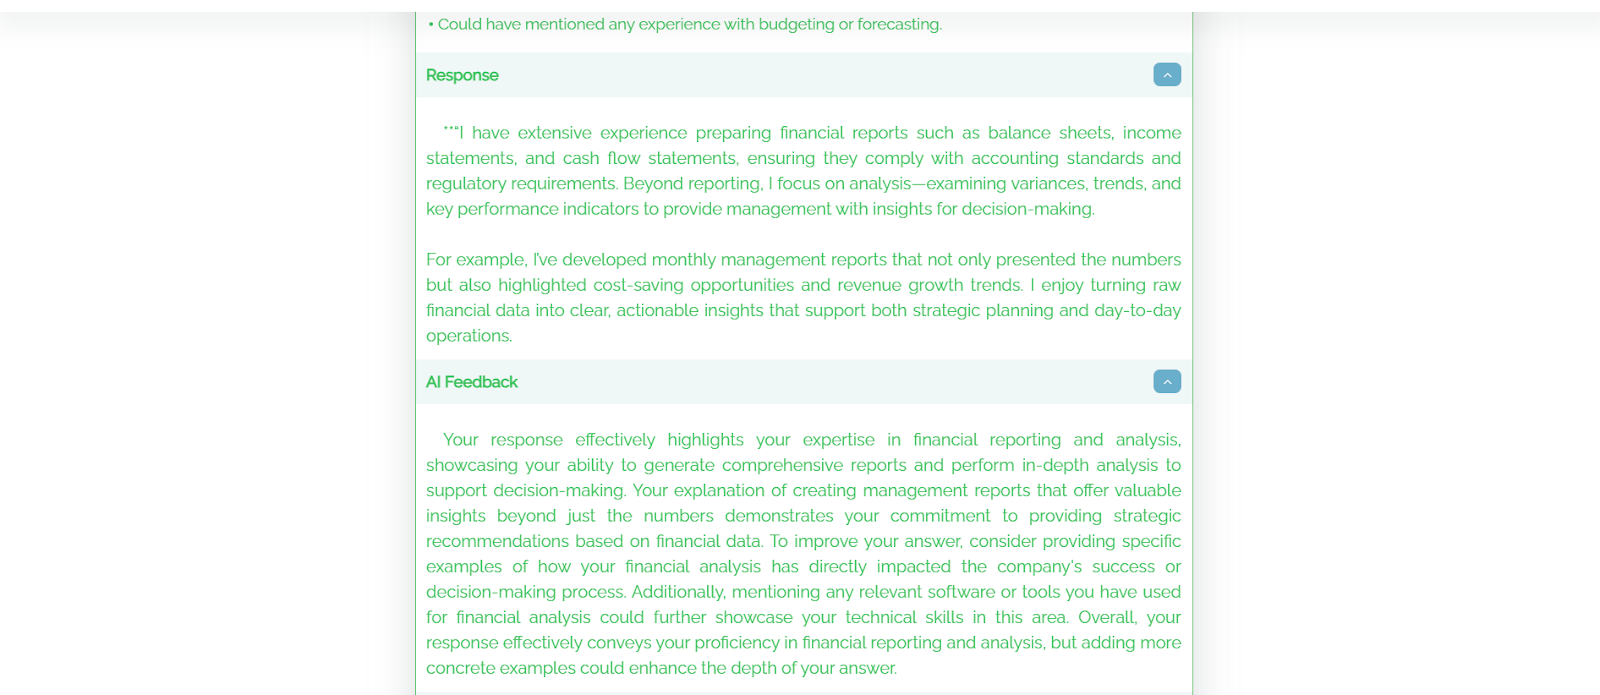 • Could have mentioned any experience with budgeting or forecasting.
Response
**"I have extensive experience preparing financial reports such as balance sheets, income
statements, and cash flow statements, ensuring they comply with accounting standards and
regulatory requirements. Beyond reporting, I focus on analysis—examining variances, trends, and
key performance indicators to provide management with insights for decision-making.
For example, I've developed monthly management reports that not only presented the numbers
but also highlighted cost-saving opportunities and revenue growth trends. I enjoy turning raw
financial data into clear, actionable insights that support both strategic planning and day-to-day
operations.
AI Feedback
Your response effectively highlights your expertise in financial reporting and analysis,
showcasing your ability to generate comprehensive reports and perform in-depth analysis to
support decision-making. Your explanation of creating management reports that offer valuable
insights beyond just the numbers demonstrates your commitment to providing strategic
recommendations based on financial data. To improve your answer, consider providing specific
examples of how your financial analysis has directly impacted the company's success or
decision-making process. Additionally, mentioning any relevant software or tools you have used
for financial analysis could further showcase your technical skills in this area. Overall, your
response effectively conveys your proficiency in financial reporting and analysis, but adding more
concrete examples could enhance the depth of your answer.